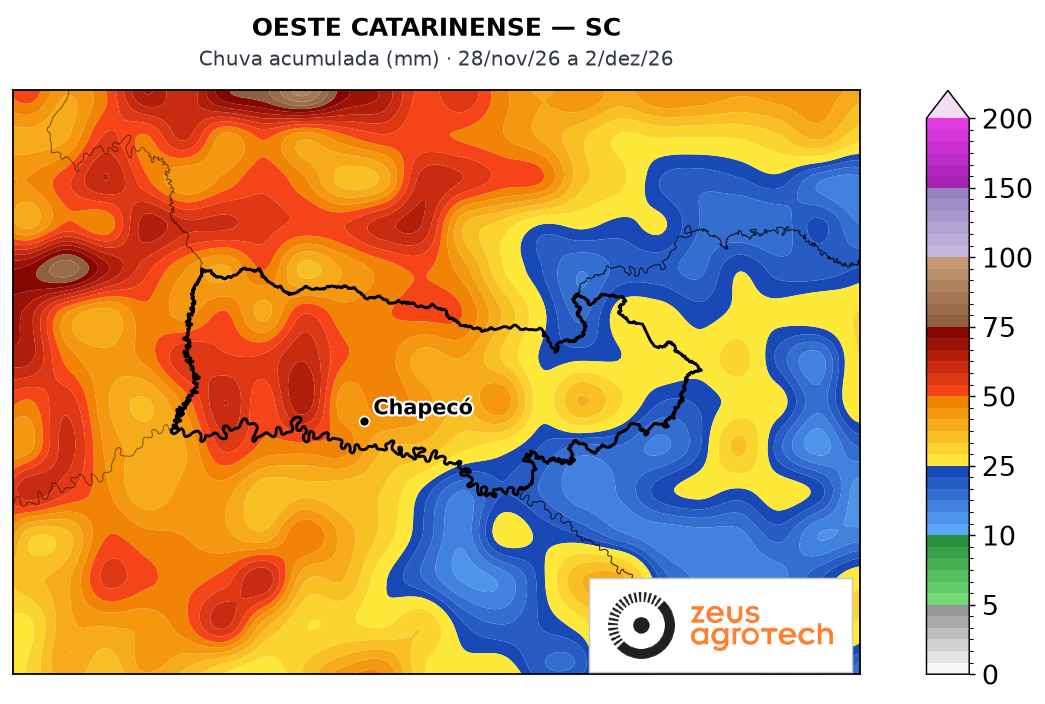 OESTE CATARINENSE — SC
Chuva acumulada (mm) · 28/nov/26 a 2/dez/26
Chapecó
200
150
100
75
50
25
10
5
0
zeus
agrotech